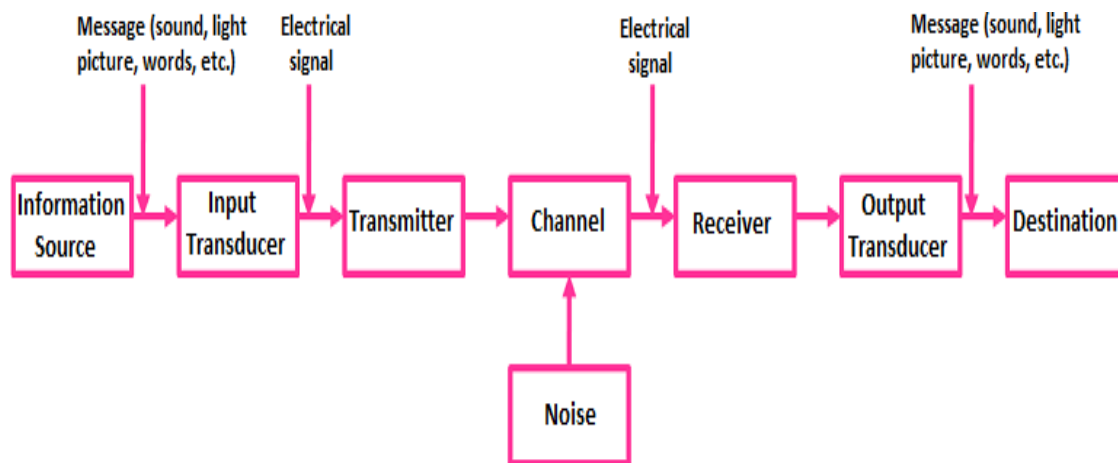 Message (sound, light
picture, words, etc.)
Electrical
signal
Electrical
signal
Message (sound, light
picture, words, etc.)
Information
Source
Input
Transducer
Transmitter
Channel
Receiver
Output
Transducer
Destination
Noise